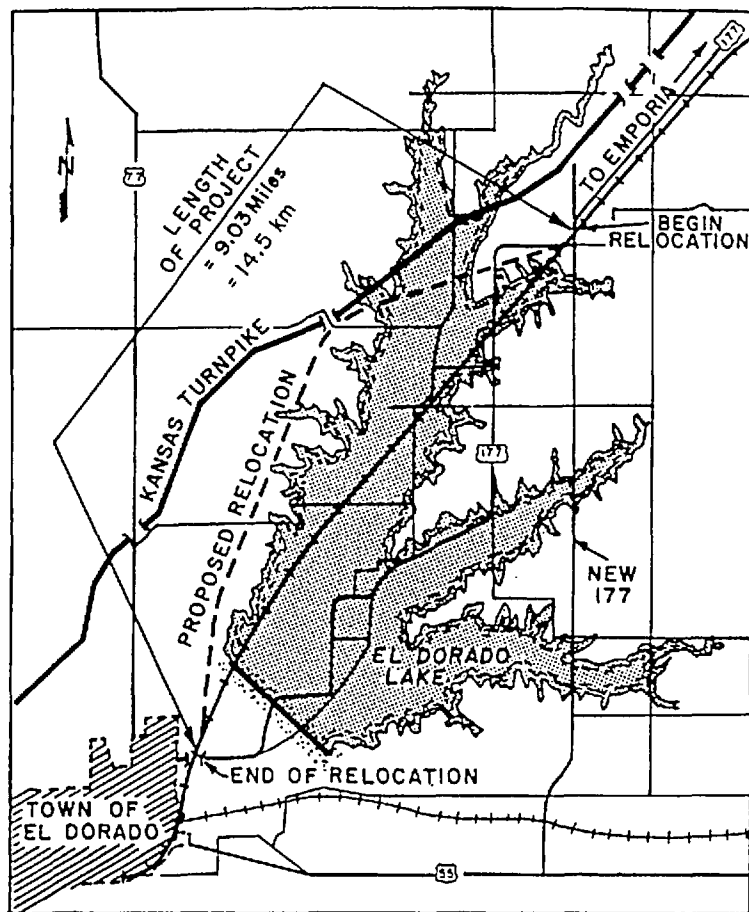 177
TO EMPORIA
N
77
LENGTH
OF PROJECT
= 9.03 Miles
= 14.5 km
BEGIN
RELOCATION
KANSAS TURNPIKE
PROPOSED RELOCATION
177
NEW
177
EL DORADO
LAKE
END OF RELOCATION
TOWN OF
EL DORADO